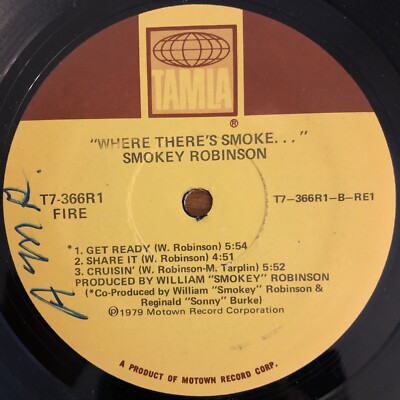 TAMLA
®
"WHERE THERE'S SMOKE. . ."
SMOKEY ROBINSON
T7-366R1
FIRE
T7—366R1—B—RE1
*1. GET READY (W. Robinson) 5:54
2. SHARE IT (W. Robinson) 4:51
3. CRUISIN' (W. Robinson-M. Tarplin) 5:52
PRODUCED BY WILLIAM "SMOKEY" ROBINSON
(*Co-Produced by William "Smokey" Robinson &
Reginald "Sonny" Burke)
℗1979 Motown Record Corporation
A PRODUCT OF MOTOWN RECORD CORP.